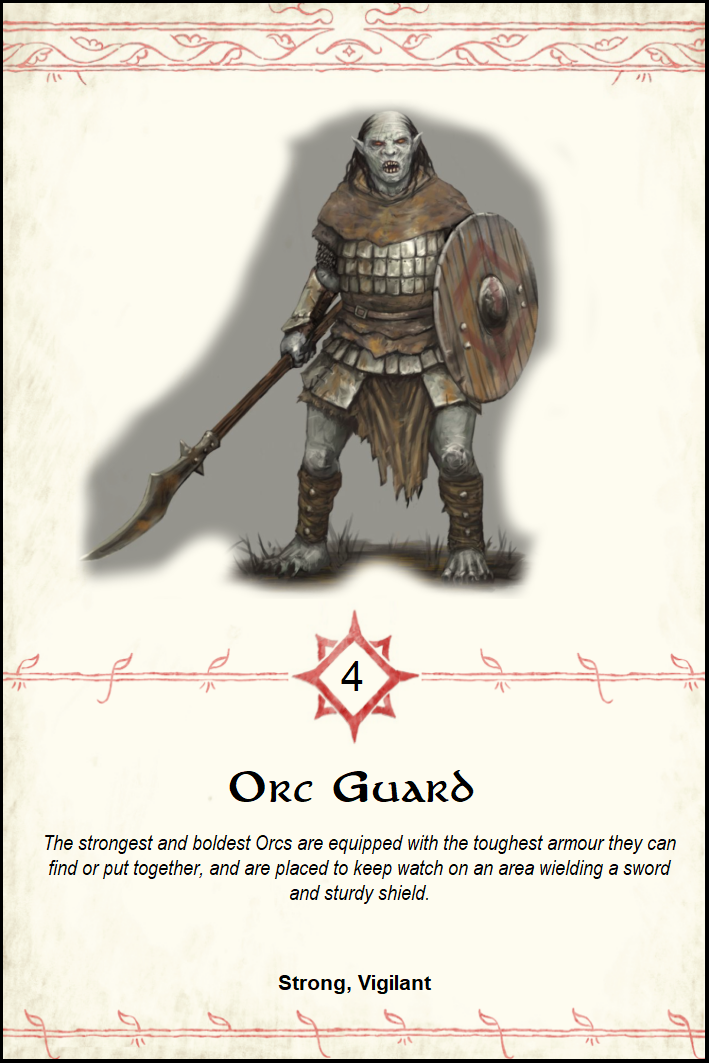 4
Orc Guard
The strongest and boldest Orcs are equipped with the toughest armour they can
find or put together, and are placed to keep watch on an area wielding a sword
and sturdy shield.
Strong, Vigilant